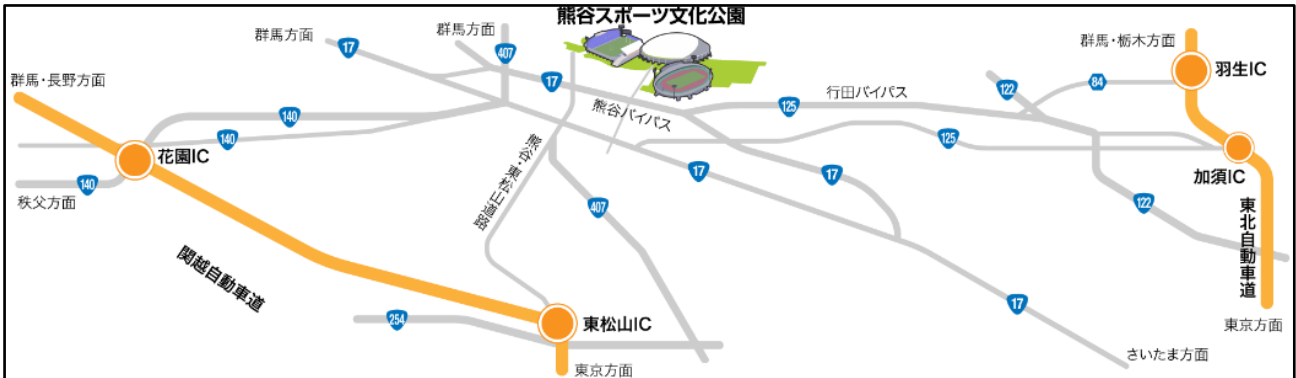 熊谷スポーツ文化公園
群馬方面
群馬方面
群馬・栃木方面
17
407
羽生IC
群馬・長野方面
17
122
84
行田バイパス
125
140
熊谷バイパス
140
125
花園IC
加須IC
熊谷・東松山道路
17
17
140
秩父方面
407
122
東北自動車道
関越自動車道
17
254
東松山IC
東京方面
さいたま方面
東京方面